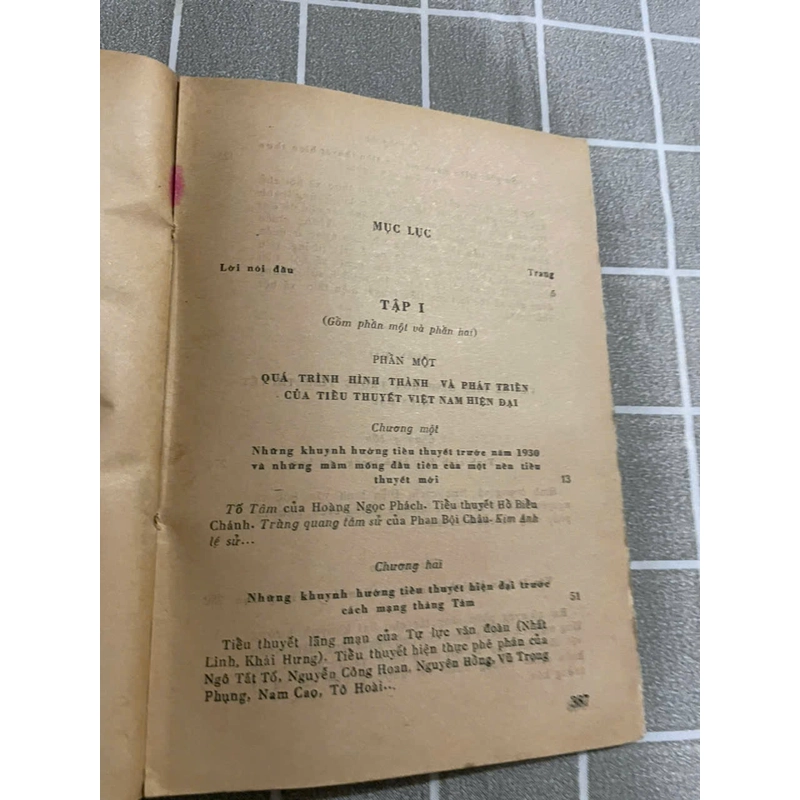 MỤC LỤC
Lời nói đầu Trang
5
TẬP I
(Gồm phần một và phần hai)
PHẦN MỘT
QUÁ TRÌNH HÌNH THÀNH VÀ PHÁT TRIỂN
CỦA TIỂU THUYẾT VIỆT NAM HIỆN ĐẠI
Chương một
Những khuynh hướng tiểu thuyết trước năm 1930
và những mầm mống đầu tiên của một nền tiểu
thuyết mới 13
Tố Tâm của Hoàng Ngọc Phách. Tiểu thuyết Hồ Biểu
Chánh. Trùng quang tâm sử của Phan Bội Châu. Kim Anh
lệ sử...
Chương hai
Những khuynh hướng tiểu thuyết hiện đại trước 51
cách mạng tháng Tám
Tiểu thuyết lãng mạn của Tự lực văn đoàn (Nhất
Linh, Khái Hưng). Tiểu thuyết hiện thực phê phán của
Ngô Tất Tố, Nguyễn Công Hoan, Nguyên Hồng, Vũ Trọng
Phụng, Nam Cao, Tô Hoài...
387